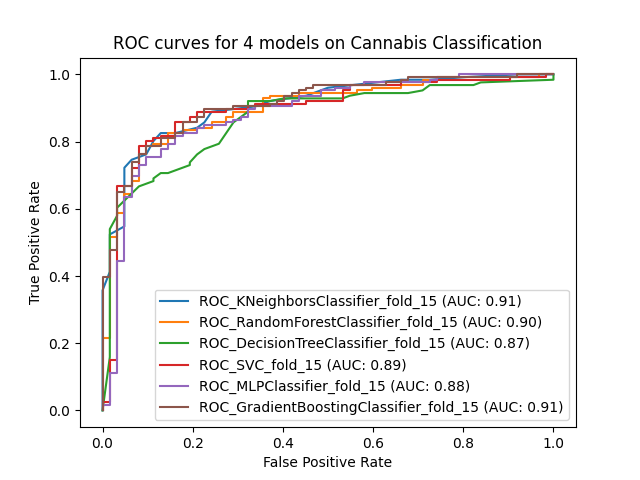 ROC curves for 4 models on Cannabis Classification
1.0
0.8
0.6
0.4
0.2
0.0
True Positive Rate
ROC_KNeighborsClassifier_fold_15 (AUC: 0.91)
ROC_RandomForestClassifier_fold_15 (AUC: 0.90)
ROC_DecisionTreeClassifier_fold_15 (AUC: 0.87)
ROC_SVC_fold_15 (AUC: 0.89)
ROC_MLPClassifier_fold_15 (AUC: 0.88)
ROC_GradientBoostingClassifier_fold_15 (AUC: 0.91)
0.0 0.2 0.4 0.6 0.8 1.0
False Positive Rate